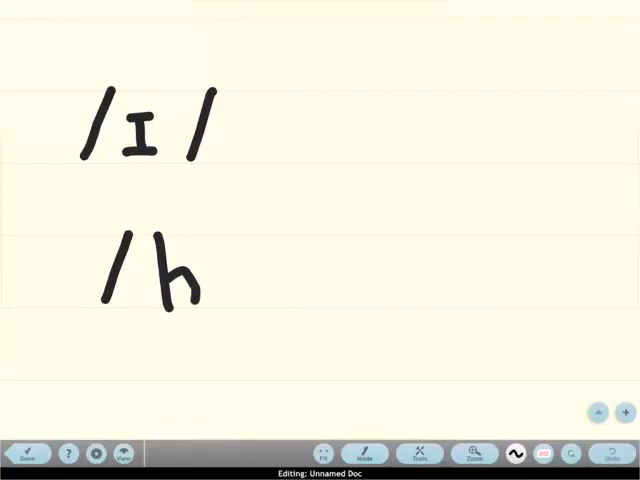 /ɪ/
/h
Done
?
View
Fit
Mode
Tools
Zoom
+
Undo
Editing: Unnamed Doc